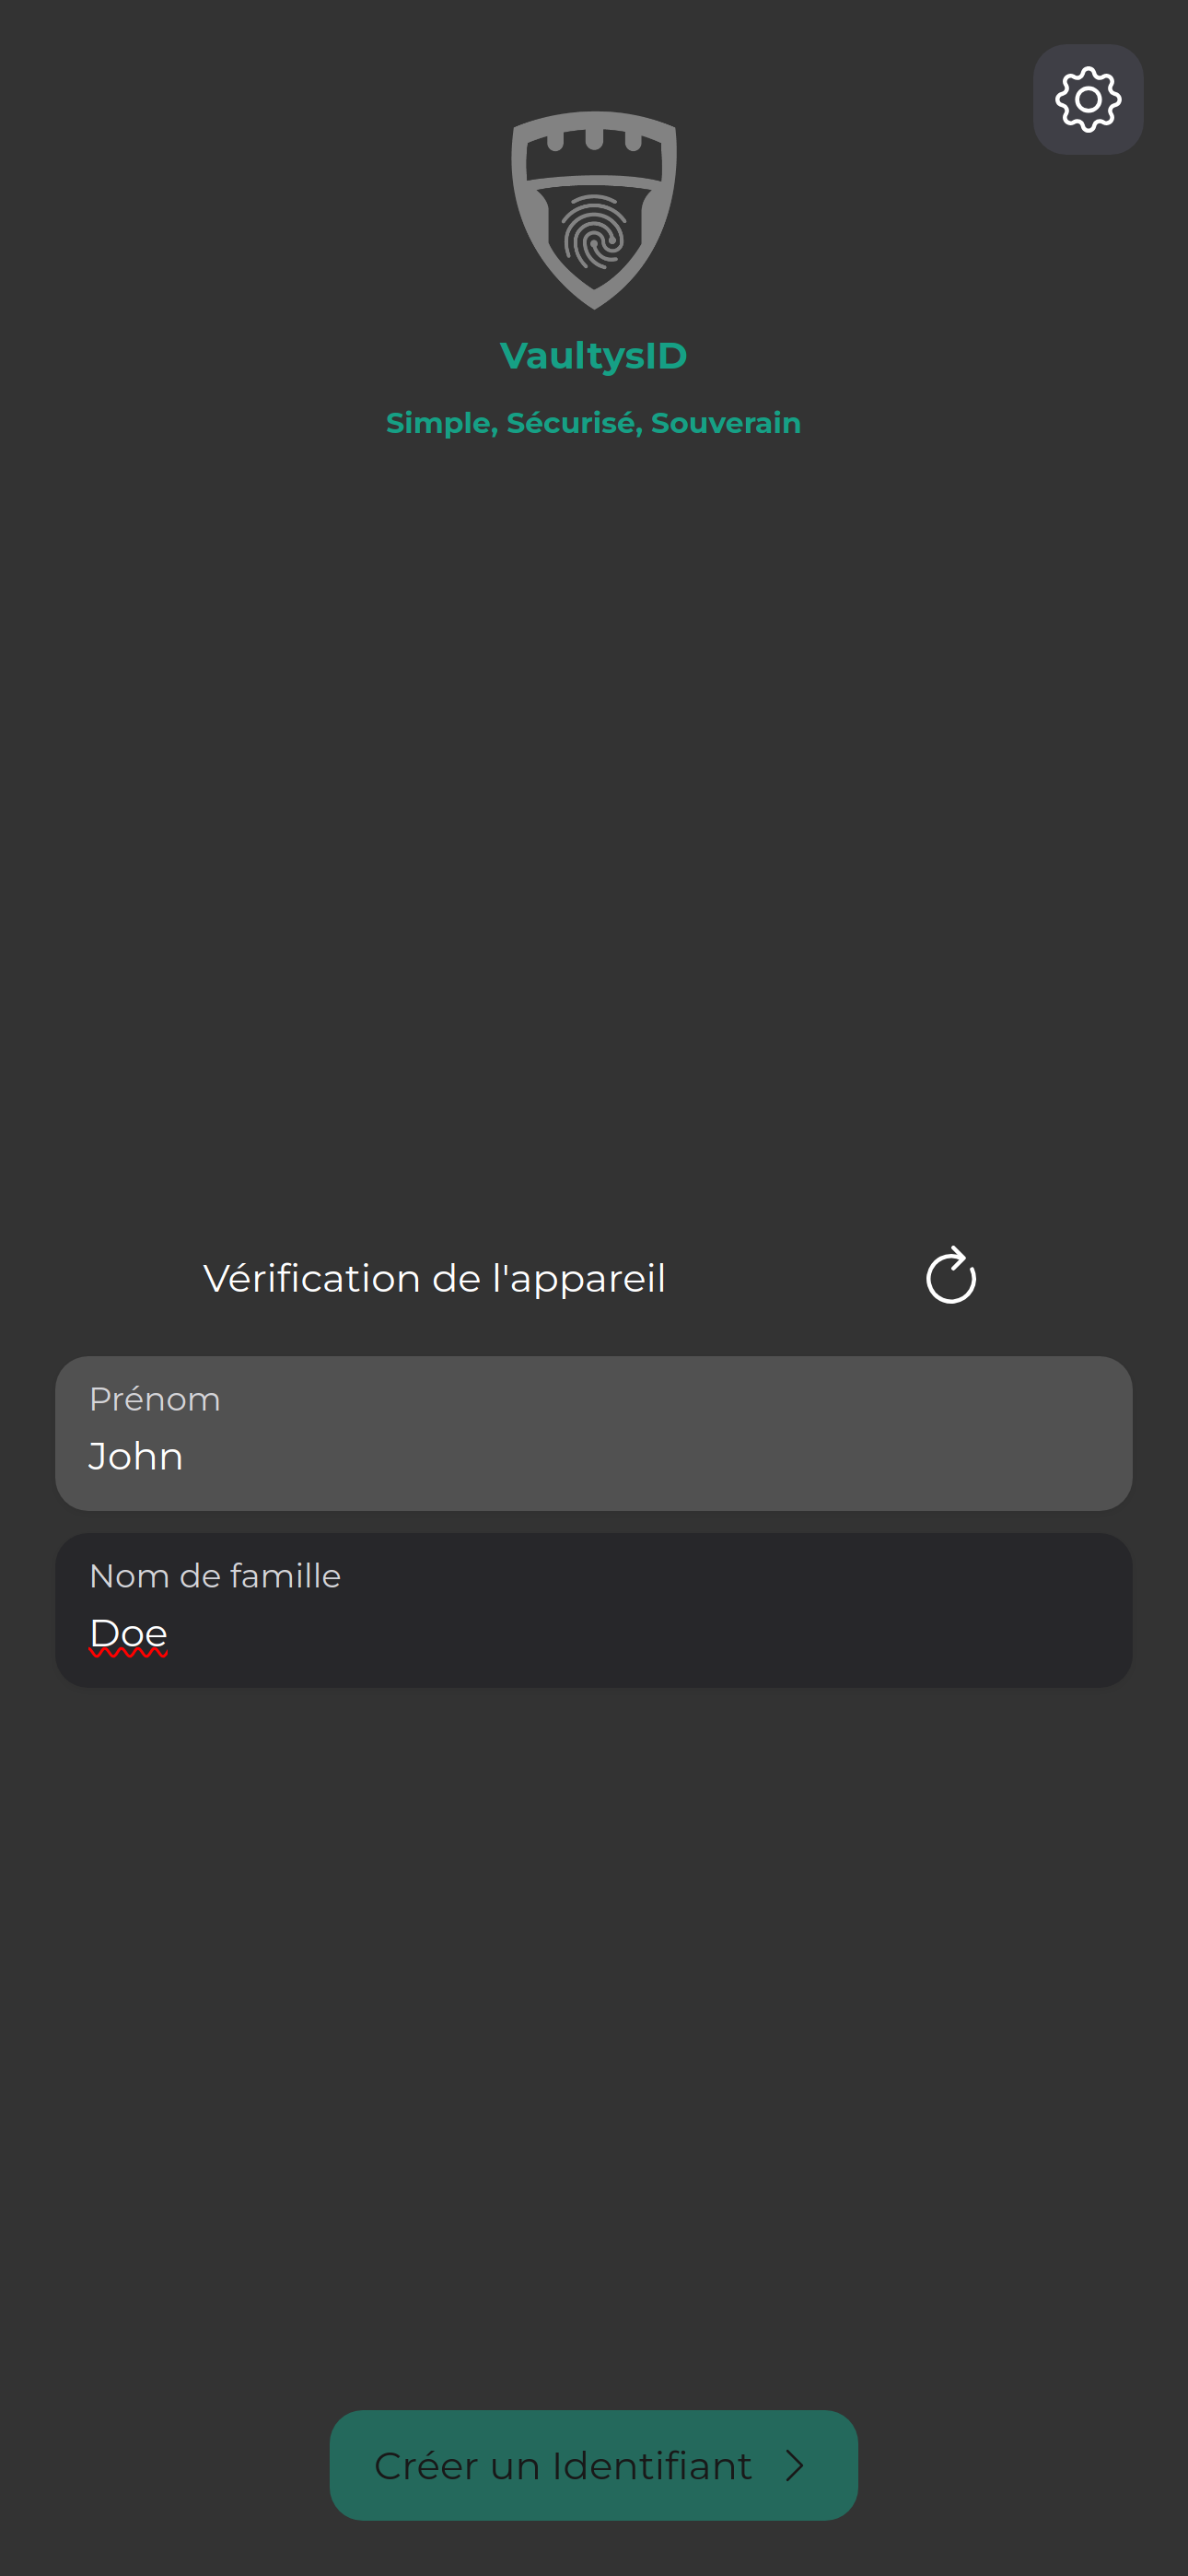 VaultysID
Simple, Sécurisé, Souverain
Vérification de l'appareil
Prénom
John
Nom de famille
Doe
Créer un Identifiant